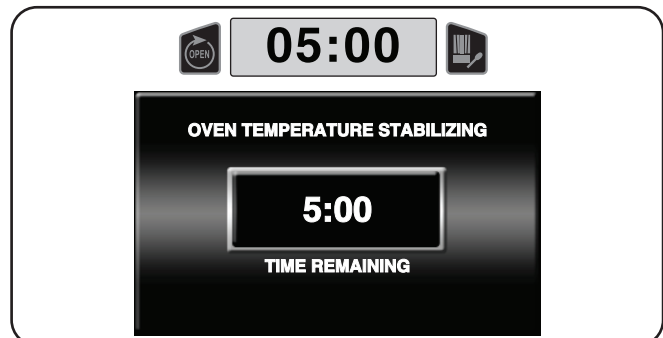 OPEN
05:00
OVEN TEMPERATURE STABILIZING
5:00
TIME REMAINING